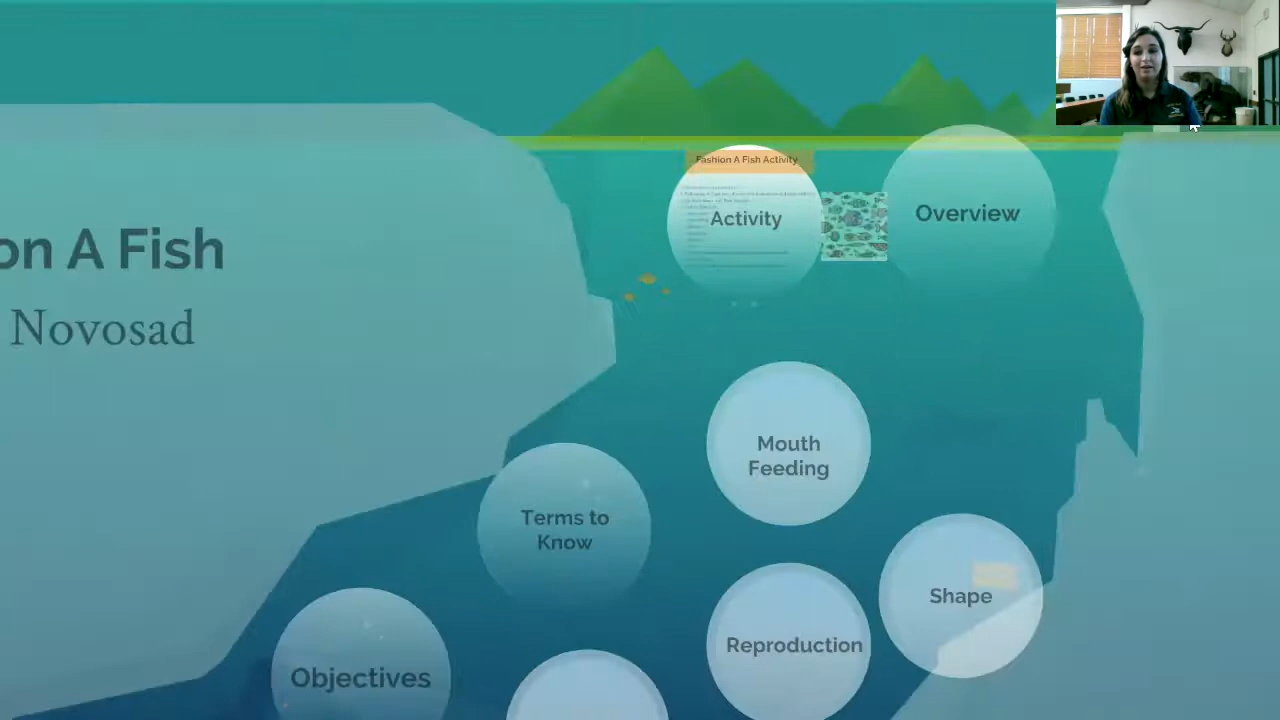 on A Fish
Novosad
Fashion A Fish Activity
Activity
Overview
Mouth
Feeding
Terms to
Know
Shape
Reproduction
Objectives